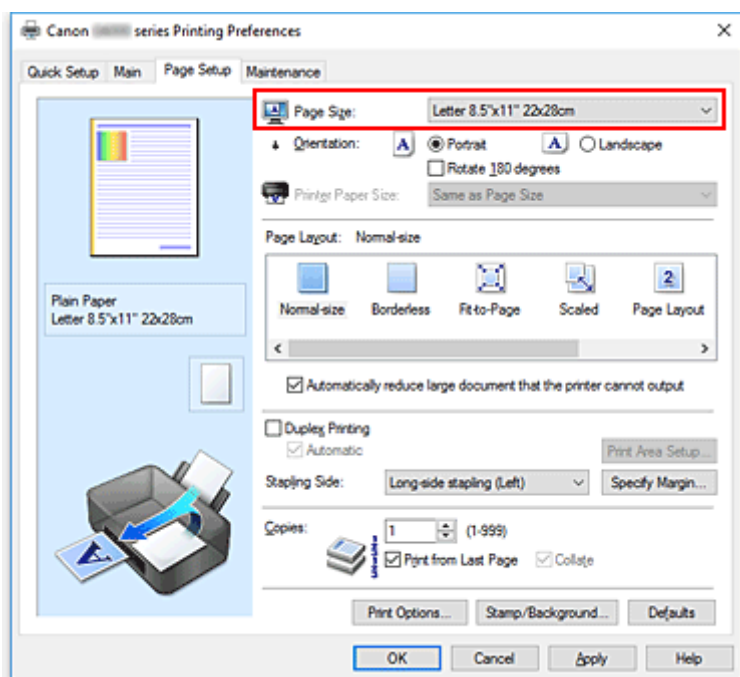 Canon series Printing Preferences
Quick Setup Main Page Setup Maintenance
Page Size: Letter 8.5"x11" 22x28cm
Orientation: A Portrait A Landscape
Rotate 180 degrees
Printer Paper Size: Same as Page Size
Page Layout: Normal-size
2
Normal-size Borderless Fit-to-Page Scaled Page Layout
Plain Paper
Letter 8.5"x11" 22x28cm
Automatically reduce large document that the printer cannot output
Duplex Printing
Automatic
Print Area Setup...
Stapling Side: Long-side stapling (Left) Specify Margin...
Copies: 1 (1-999)
Print from Last Page Collate
A
Print Options... Stamp/Background... Defaults
OK Cancel Apply Help